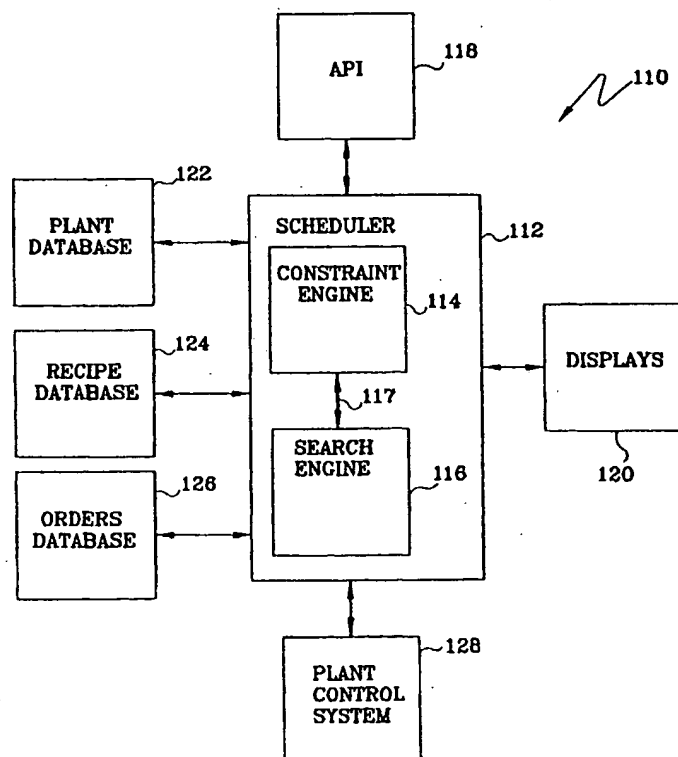 API
118
110
122
PLANT
DATABASE
SCHEDULER
112
CONSTRAINT
ENGINE
114
124
RECIPE
DATABASE
117
DISPLAYS
120
SEARCH
ENGINE
116
126
ORDERS
DATABASE
128
PLANT
CONTROL
SYSTEM